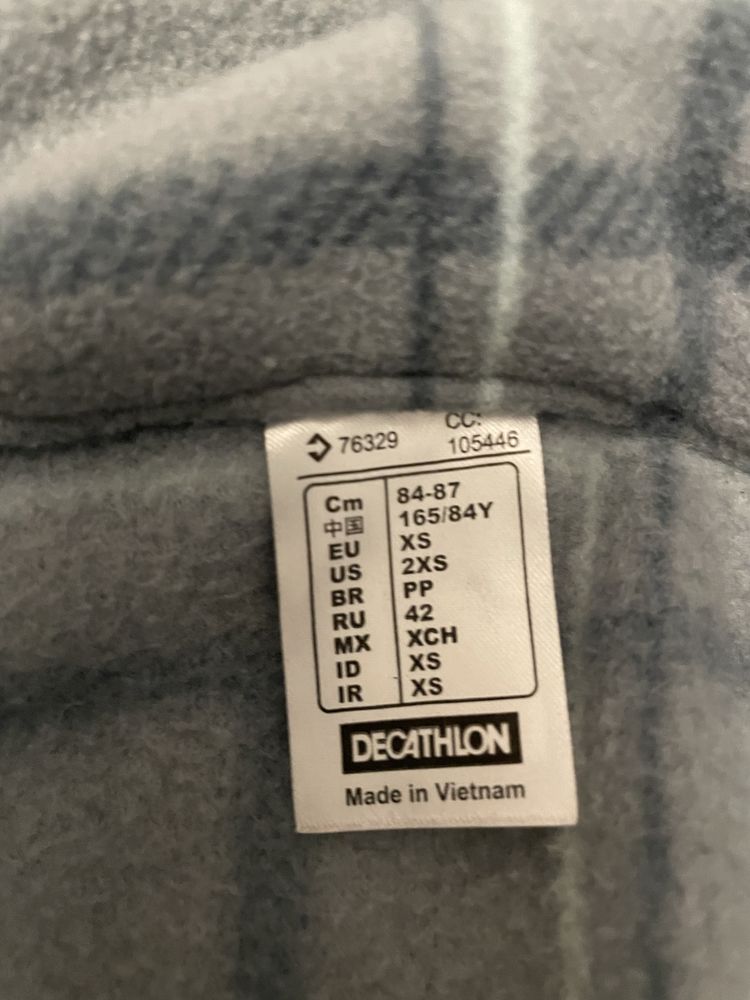 CC:
76329 105446
Cm 84-87
中国 165/84Y
EU XS
US 2XS
BR PP
RU 42
MX XCH
ID XS
IR XS
DECATHLON
Made in Vietnam